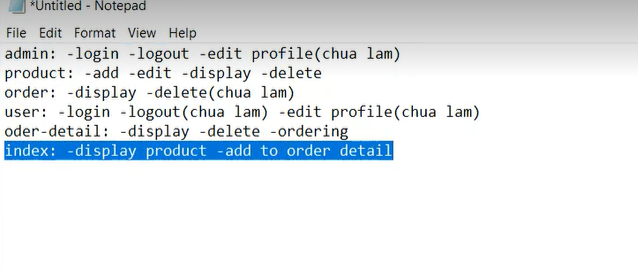 *Untitled - Notepad
File Edit Format View Help
admin: -login -logout -edit profile(chua lam)
product: -add -edit -display -delete
order: -display -delete(chua lam)
user: -login -logout(chua lam) -edit profile(chua lam)
oder-detail: -display -delete -ordering
index: -display product -add to order detail